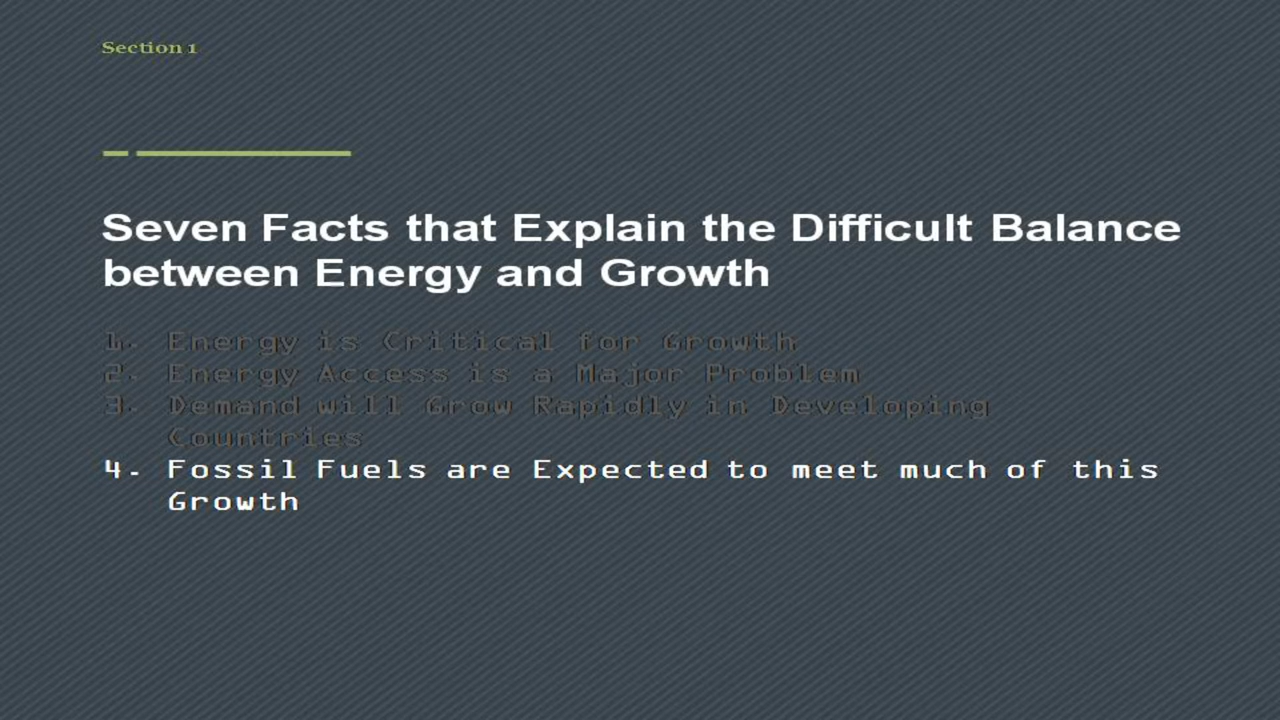 Section 1
Seven Facts that Explain the Difficult Balance
between Energy and Growth
1. Energy is Critical for Growth
2. Energy Access is a Major Problem
3. Demand will Grow Rapidly in Developing
Countries
4. Fossil Fuels are Expected to meet much of this
Growth